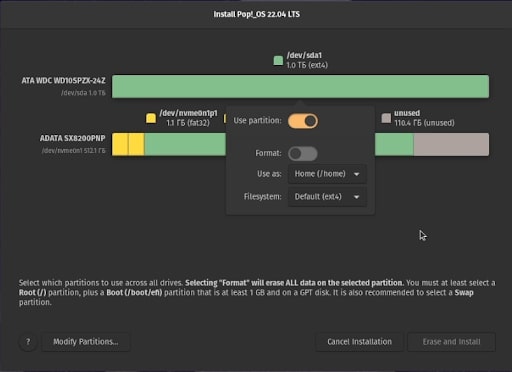 Install Pop!_OS 22.04 LTS
/dev/sda1
1.0 ТБ (ext4)
ATA WDC WD10SPZX-24Z
/dev/sda 1.0 ТБ
/dev/nvme0n1p1
1.1 ГБ (fat32)
unused
110.4 ГБ (unused)
ADATA SX8200PNP
/dev/nvme0n1 512.1 ГБ
Use partition:
Format:
Use as: Home (/home)
Filesystem: Default (ext4)
Select which partitions to use across all drives. Selecting "Format" will erase ALL data on the selected partition. You must at least select a
Root (/) partition, plus a Boot (/boot/efi) partition that is at least 1 GB and on a GPT disk. It is also recommended to select a Swap
partition.
? Modify Partitions... Cancel Installation Erase and Install